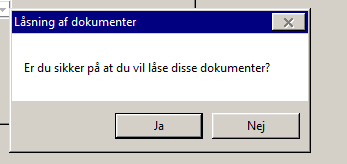 Låsning af dokumenter
Er du sikker på at du vil låse disse dokumenter?
Ja
Nej